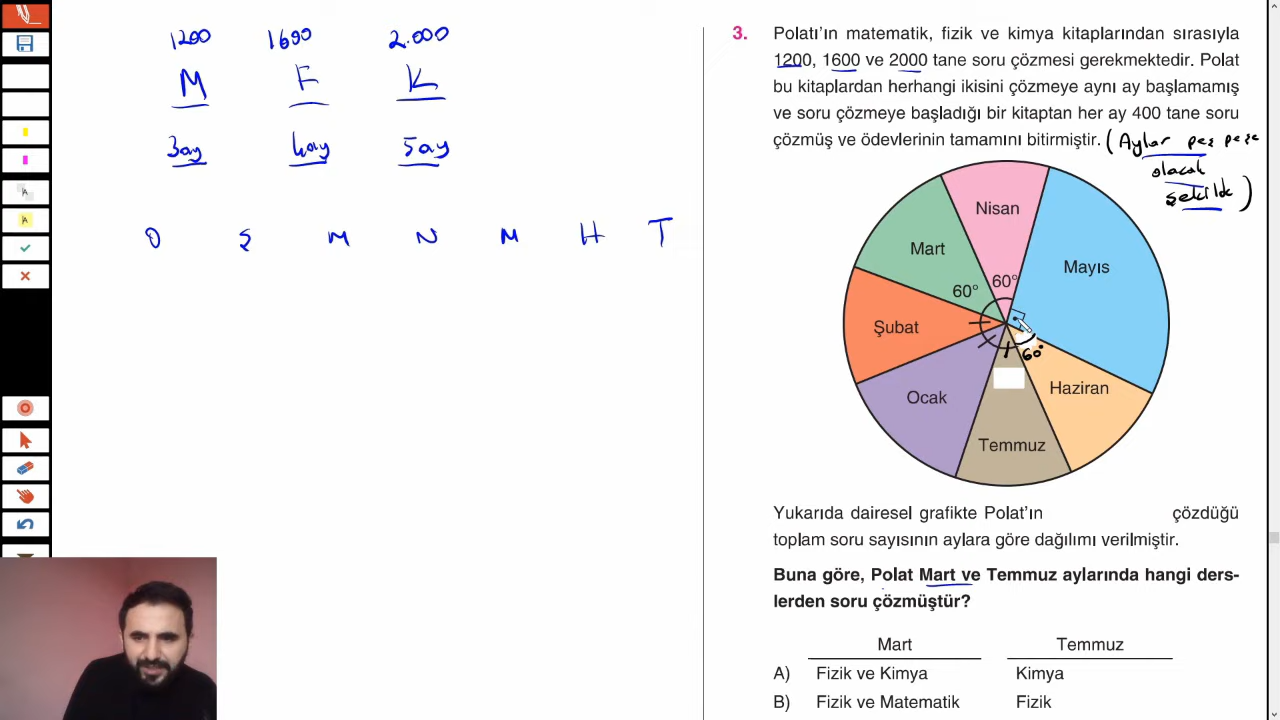 1200 1600 2.000
M F K
3ay 4ay 5ay
O Ş M N M H T
3. Polatı'ın matematik, fizik ve kimya kitaplarından sırasıyla
1200, 1600 ve 2000 tane soru çözmesi gerekmektedir. Polat
bu kitaplardan herhangi ikisini çözmeye aynı ay başlamamış
ve soru çözmeye başladığı bir kitaptan her ay 400 tane soru
çözmüş ve ödevlerinin tamamını bitirmiştir. (Aylar peş peşe
olacak
şekilde)
Nisan
Mart
Mayıs
60°
60°
Şubat
60°
Ocak
Haziran
Temmuz
Yukarıda dairesel grafikte Polat'ın çözdüğü
toplam soru sayısının aylara göre dağılımı verilmiştir.
Buna göre, Polat Mart ve Temmuz aylarında hangi ders-
lerden soru çözmüştür?
Mart Temmuz
A) Fizik ve Kimya Kimya
B) Fizik ve Matematik Fizik